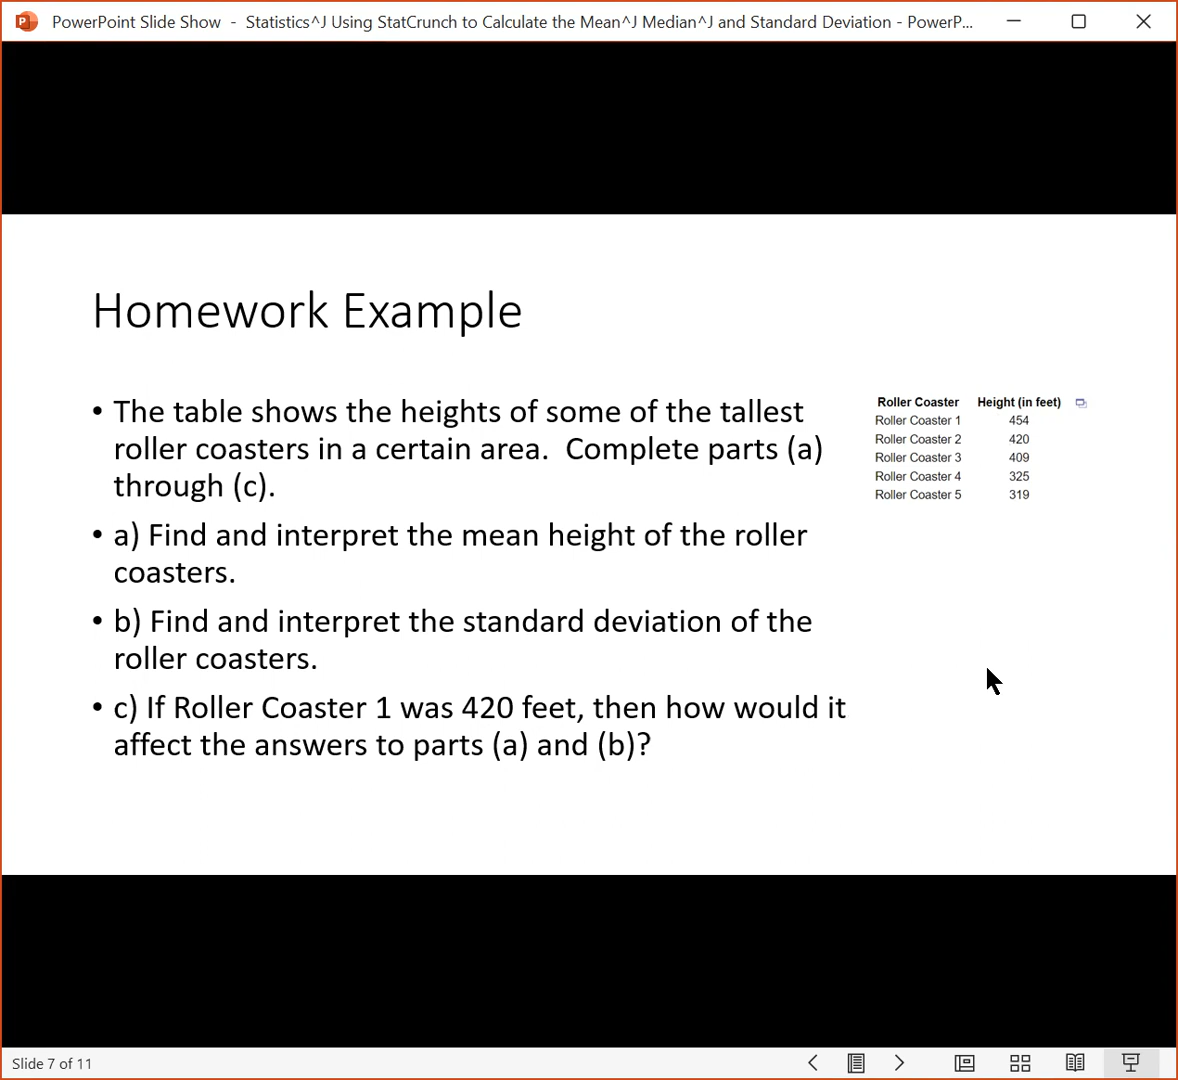 PowerPoint Slide Show - Statistics^J Using StatCrunch to Calculate the Mean^J Median^J and Standard Deviation - PowerP...
Homework Example
• The table shows the heights of some of the tallest
roller coasters in a certain area. Complete parts (a)
through (c).
• a) Find and interpret the mean height of the roller
coasters.
• b) Find and interpret the standard deviation of the
roller coasters.
• c) If Roller Coaster 1 was 420 feet, then how would it
affect the answers to parts (a) and (b)?
Roller Coaster Height (in feet)
Roller Coaster 1 454
Roller Coaster 2 420
Roller Coaster 3 409
Roller Coaster 4 325
Roller Coaster 5 319
Slide 7 of 11